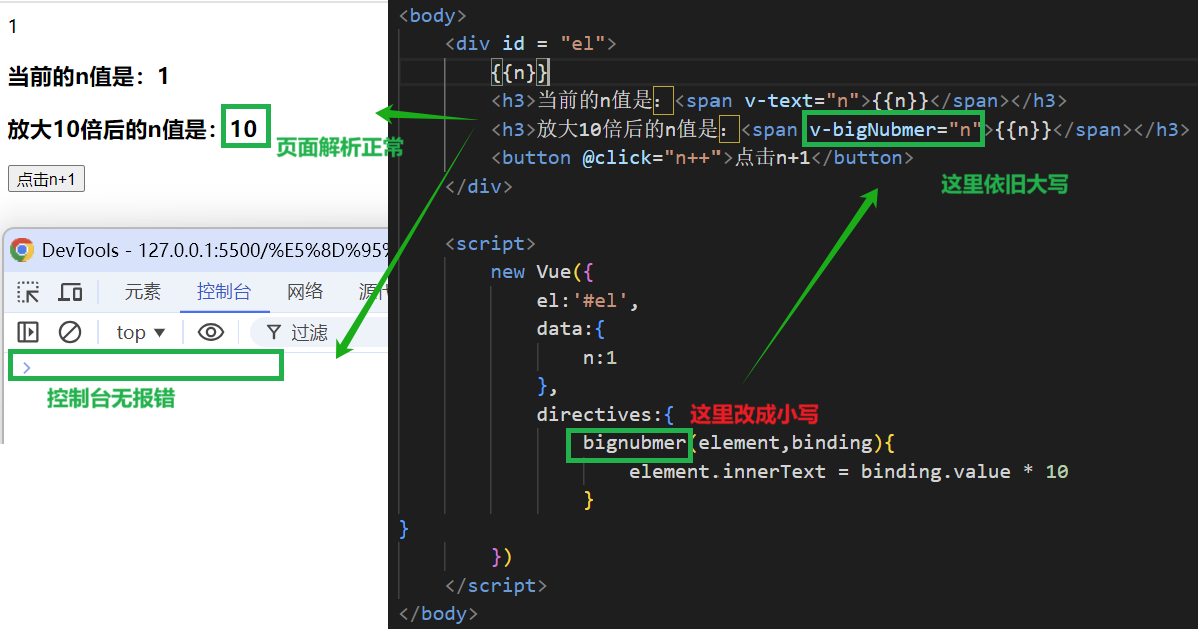 1
当前的n值是：1
放大10倍后的n值是：10
页面解析正常
点击n+1
DevTools - 127.0.0.1:5500/%E5%8D%95%
元素
控制台
网络
top
过滤
控制台无报错
<body>
<div id = "el">
{{n}}
<h3>当前的n值是：<span v-text="n">{{n}}</span></h3>
<h3>放大10倍后的n值是：<span v-bigNubmer="n">{{n}}</span></h3>
<button @click="n++">点击n+1</button>
</div>
这里依旧大写
<script>
new Vue({
el:'#el',
data:{
n:1
},
directives:{
这里改成小写
bignubmer(element,binding){
element.innerText = binding.value * 10
}
}
})
</script>
</body>